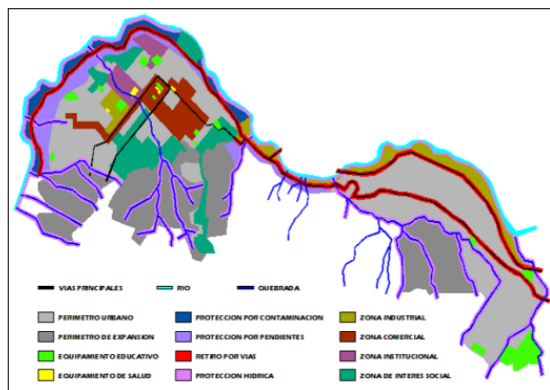 VIAS PRINCIPALES RIO QUEBRADA
PERIMETRO URBANO PROTECCION POR CONTAMINACION ZONA INDUSTRIAL
PERIMETRO DE EXPANSION PROTECCION POR PENDIENTES ZONA COMERCIAL
EQUIPAMIENTO EDUCATIVO RETIRO POR VIAS ZONA INSTITUCIONAL
EQUIPAMIENTO DE SALUD PROTECCION HIDRICA ZONA DE INTERES SOCIAL